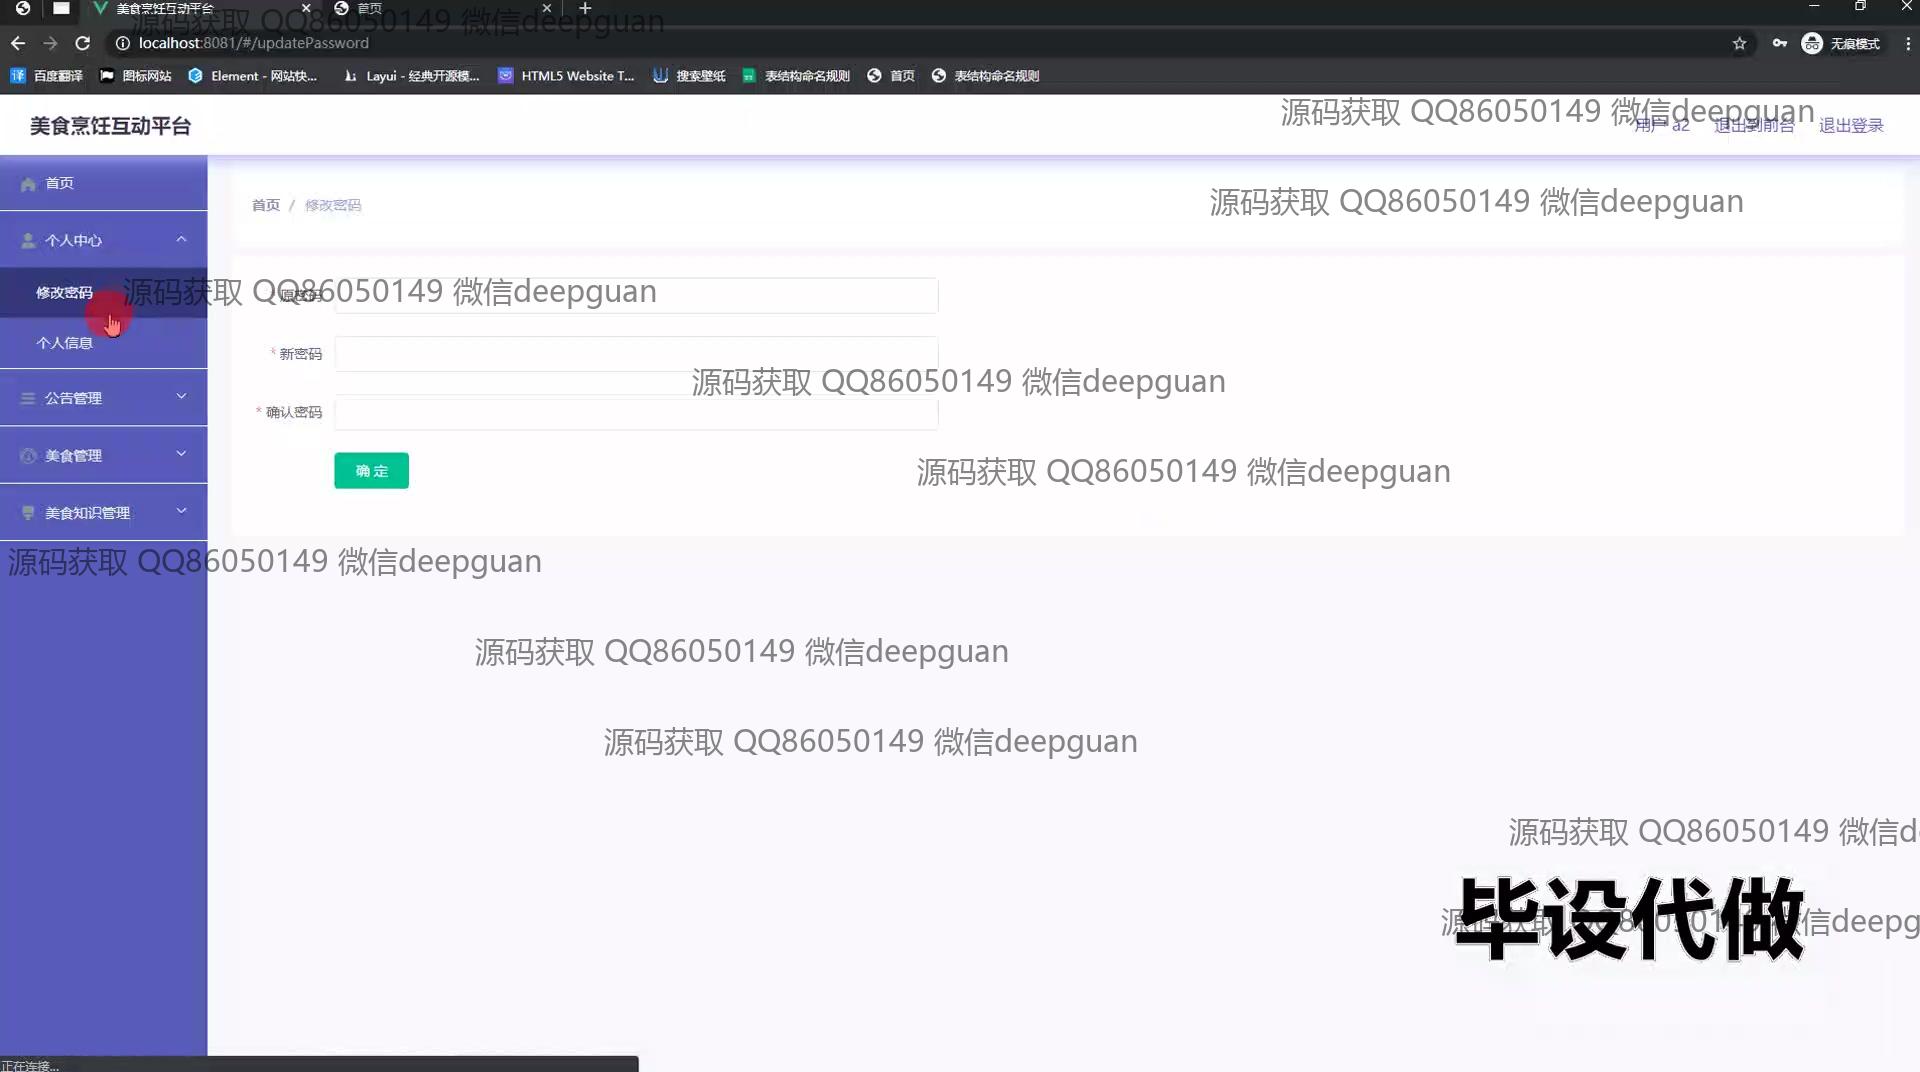 美食烹饪互动平台
首页
源码获取 QQ86050149 微信deepguan
localhost:8081/#/updatePassword
无痕模式
百度翻译 图标网站 Element - 网站快... Layui - 经典开源模... HTML5 Website T... 搜索壁纸 表结构命名规则 首页 表结构命名规则
美食烹饪互动平台
源码获取 QQ86050149 微信deepguan
用户 a2 退出到前台 退出登录
首页
首页 / 修改密码
源码获取 QQ86050149 微信deepguan
个人中心
修改密码
源码获取 QQ86050149 微信deepguan
原密码
个人信息
* 新密码
源码获取 QQ86050149 微信deepguan
公告管理
* 确认密码
美食管理
确定
源码获取 QQ86050149 微信deepguan
美食知识管理
源码获取 QQ86050149 微信deepguan
源码获取 QQ86050149 微信deepguan
源码获取 QQ86050149 微信deepguan
源码获取 QQ86050149 微信d
毕设代做
源码获取 QQ86050149 微信deepg
正在连接...